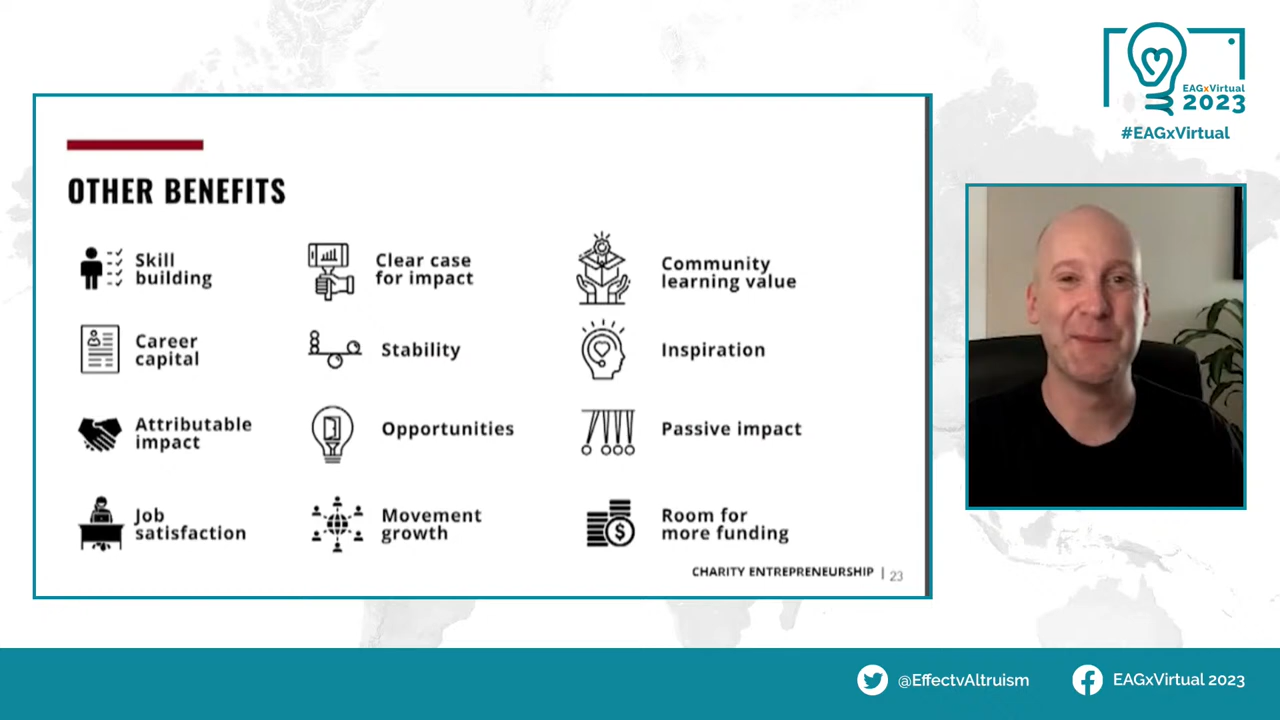 EAGxVirtual
2023
#EAGxVirtual
OTHER BENEFITS
Skill
building
Clear case
for impact
Community
learning value
Career
capital
Stability
Inspiration
Attributable
impact
Opportunities
Passive impact
Job
satisfaction
Movement
growth
$
Room for
more funding
CHARITY ENTREPRENEURSHIP | 23
@EffectvAltruism
EAGxVirtual 2023